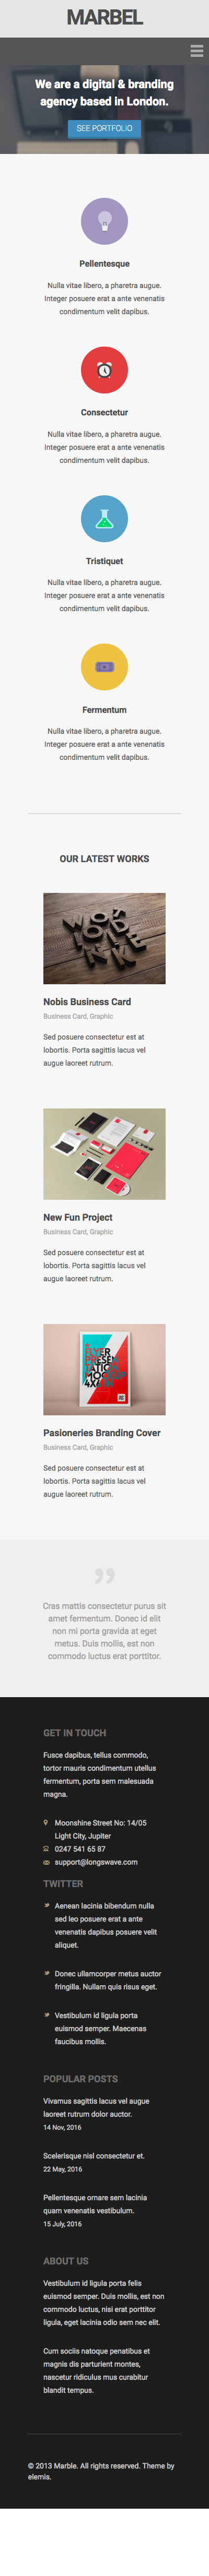 MARBEL
We are a digital & branding
agency based in London.
SEE PORTFOLIO
Pellentesque
Nulla vitae libero, a pharetra augue.
Integer posuere erat a ante venenatis
condimentum velit dapibus.
Consectetur
Nulla vitae libero, a pharetra augue.
Integer posuere erat a ante venenatis
condimentum velit dapibus.
Tristiquet
Nulla vitae libero, a pharetra augue.
Integer posuere erat a ante venenatis
condimentum velit dapibus.
Fermentum
Nulla vitae libero, a pharetra augue.
Integer posuere erat a ante venenatis
condimentum velit dapibus.
OUR LATEST WORKS
Nobis Business Card
Business Card, Graphic
Sed posuere consectetur est at
lobortis. Porta sagittis lacus vel
augue laoreet rutrum.
New Fun Project
Business Card, Graphic
Sed posuere consectetur est at
lobortis. Porta sagittis lacus vel
augue laoreet rutrum.
FLYER
PRESEN
TATION
MOCKUP
Pasioneries Branding Cover
Business Card, Graphic
Sed posuere consectetur est at
lobortis. Porta sagittis lacus vel
augue laoreet rutrum.
”
Cras mattis consectetur purus sit
amet fermentum. Donec id elit
non mi porta gravida at eget
metus. Duis mollis, est non
commodo luctus erat porttitor.
GET IN TOUCH
Fusce dapibus, tellus commodo,
tortor mauris condimentum utellus
fermentum, porta sem malesuada
magna.
Moonshine Street No: 14/05
Light City, Jupiter
0247 541 65 87
support@longswave.com
TWITTER
Aenean lacinia bibendum nulla
sed leo posuere erat a ante
venenatis dapibus posuere velit
aliquet.
Donec ullamcorper metus auctor
fringilla. Nullam quis risus eget.
Vestibulum id ligula porta
euismod semper. Maecenas
faucibus mollis.
POPULAR POSTS
Vivamus sagittis lacus vel augue
laoreet rutrum dolor auctor.
14 Nov, 2016
Scelerisque nisl consectetur et.
22 May, 2016
Pellentesque ornare sem lacinia
quam venenatis vestibulum.
15 July, 2016
ABOUT US
Vestibulum id ligula porta felis
euismod semper. Duis mollis, est non
commodo luctus, nisi erat porttitor
ligula, eget lacinia odio sem nec elit.
Cum sociis natoque penatibus et
magnis dis parturient montes,
nascetur ridiculus mus curabitur
blandit tempus.
© 2013 Marble. All rights reserved. Theme by
elemis.